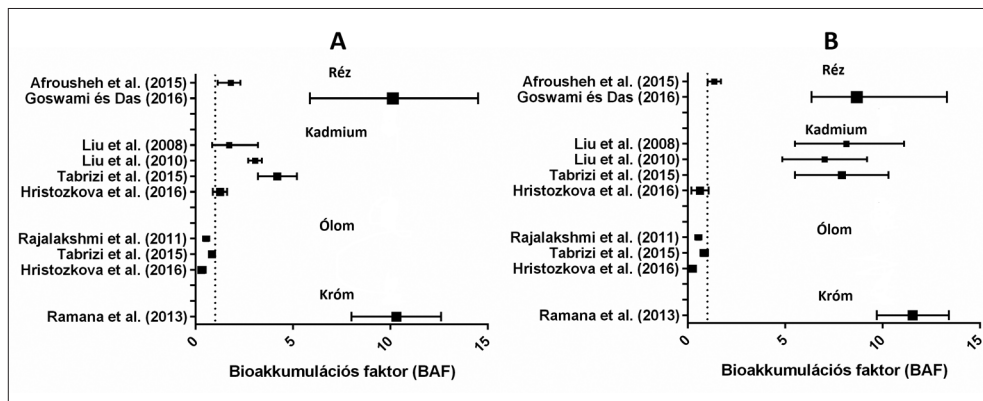 A
Réz
Afrousheh et al. (2015)
Goswami és Das (2016)
Kadmium
Liu et al. (2008)
Liu et al. (2010)
Tabrizi et al. (2015)
Hristozkova et al. (2016)
Ólom
Rajalakshmi et al. (2011)
Tabrizi et al. (2015)
Hristozkova et al. (2016)
Króm
Ramana et al. (2013)
0 5 10 15
Bioakkumulációs faktor (BAF)
B
Réz
Afrousheh et al. (2015)
Goswami és Das (2016)
Kadmium
Liu et al. (2008)
Liu et al. (2010)
Tabrizi et al. (2015)
Hristozkova et al. (2016)
Ólom
Rajalakshmi et al. (2011)
Tabrizi et al. (2015)
Hristozkova et al. (2016)
Króm
Ramana et al. (2013)
0 5 10 15
Bioakkumulációs faktor (BAF)